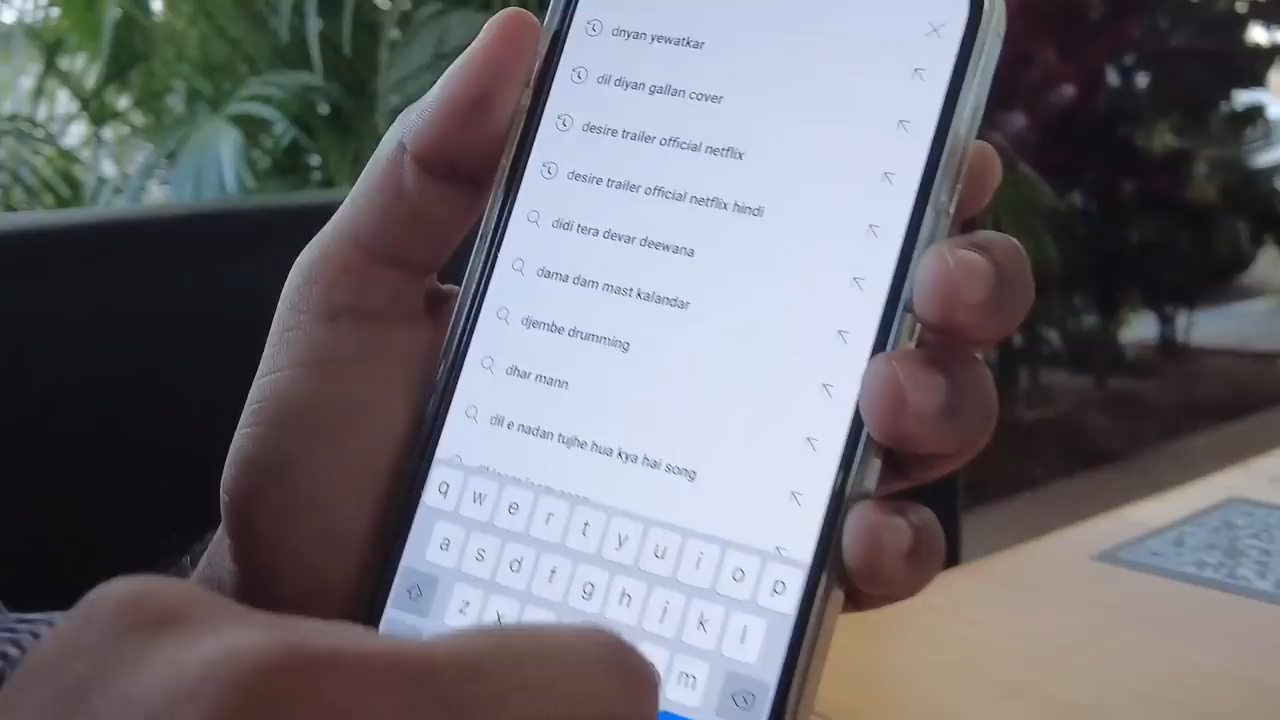 dnyan yewatkar
dil diyan gallan cover
desire trailer official netflix
desire trailer official netflix hindi
didi tera devar deewana
dama dam mast kalandar
djembe drumming
dhar mann
dil e nadan tujhe hua kya hai song
q w e r t y u i o p
a s d f g h j k l
z x m